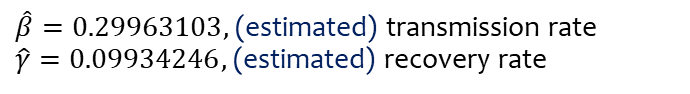 β̂ = 0.29963103, (estimated) transmission rate
γ̂ = 0.09934246, (estimated) recovery rate